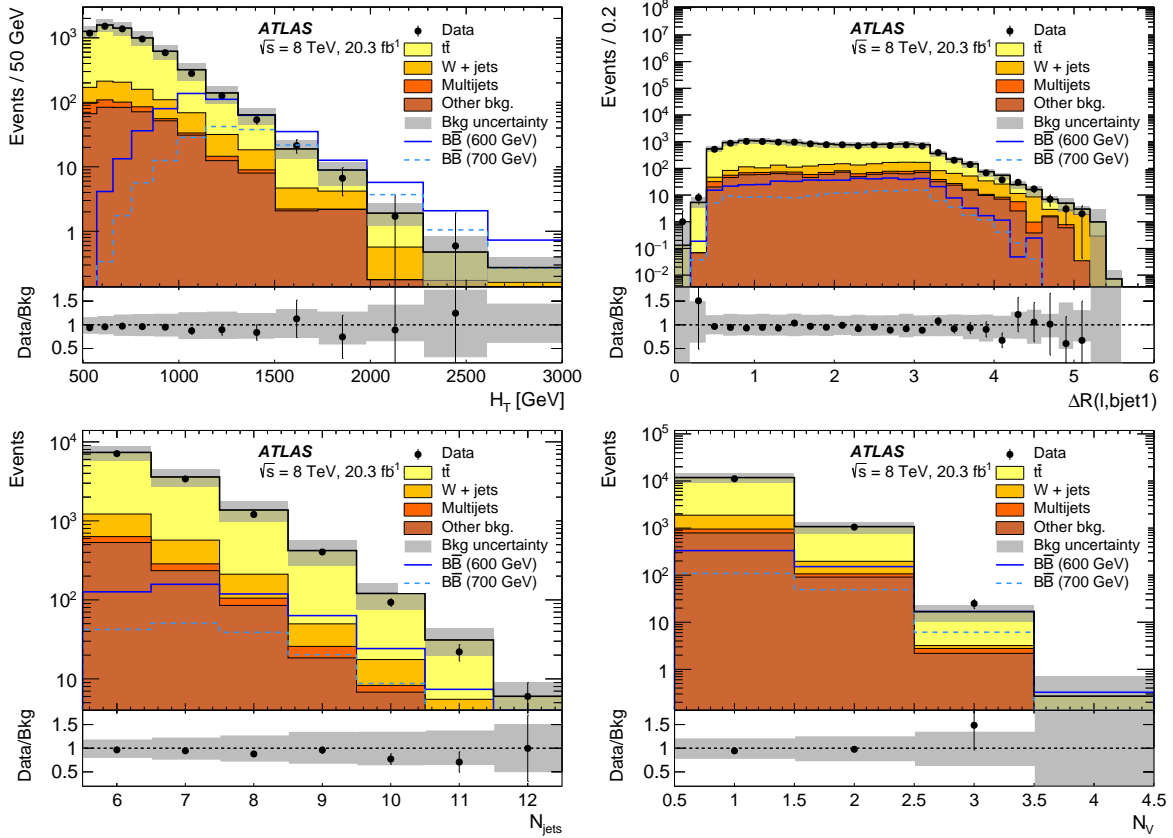 ATLAS
√s = 8 TeV, 20.3 fb¹
Data
tt̅
W + jets
Multijets
Other bkg.
Bkg uncertainty
BB̅ (600 GeV)
BB̅ (700 GeV)
Events / 50 GeV
10³
10²
10
1
Data/Bkg
1.5
1
0.5
500 1000 1500 2000 2500 3000
H_T [GeV]
ATLAS
√s = 8 TeV, 20.3 fb¹
Data
tt̅
W + jets
Multijets
Other bkg.
Bkg uncertainty
BB̅ (600 GeV)
BB̅ (700 GeV)
Events / 0.2
10⁸
10⁷
10⁶
10⁵
10⁴
10³
10²
10
1
10⁻¹
10⁻²
Data/Bkg
1.5
1
0.5
0 1 2 3 4 5 6
ΔR(l,bjet1)
ATLAS
√s = 8 TeV, 20.3 fb¹
Data
tt̅
W + jets
Multijets
Other bkg.
Bkg uncertainty
BB̅ (600 GeV)
BB̅ (700 GeV)
Events
10⁴
10³
10²
10
Data/Bkg
1.5
1
0.5
6 7 8 9 10 11 12
N_jets
ATLAS
√s = 8 TeV, 20.3 fb¹
Data
tt̅
W + jets
Multijets
Other bkg.
Bkg uncertainty
BB̅ (600 GeV)
BB̅ (700 GeV)
Events
10⁵
10⁴
10³
10²
10
1
Data/Bkg
1.5
1
0.5
0.5 1 1.5 2 2.5 3 3.5 4 4.5
N_V